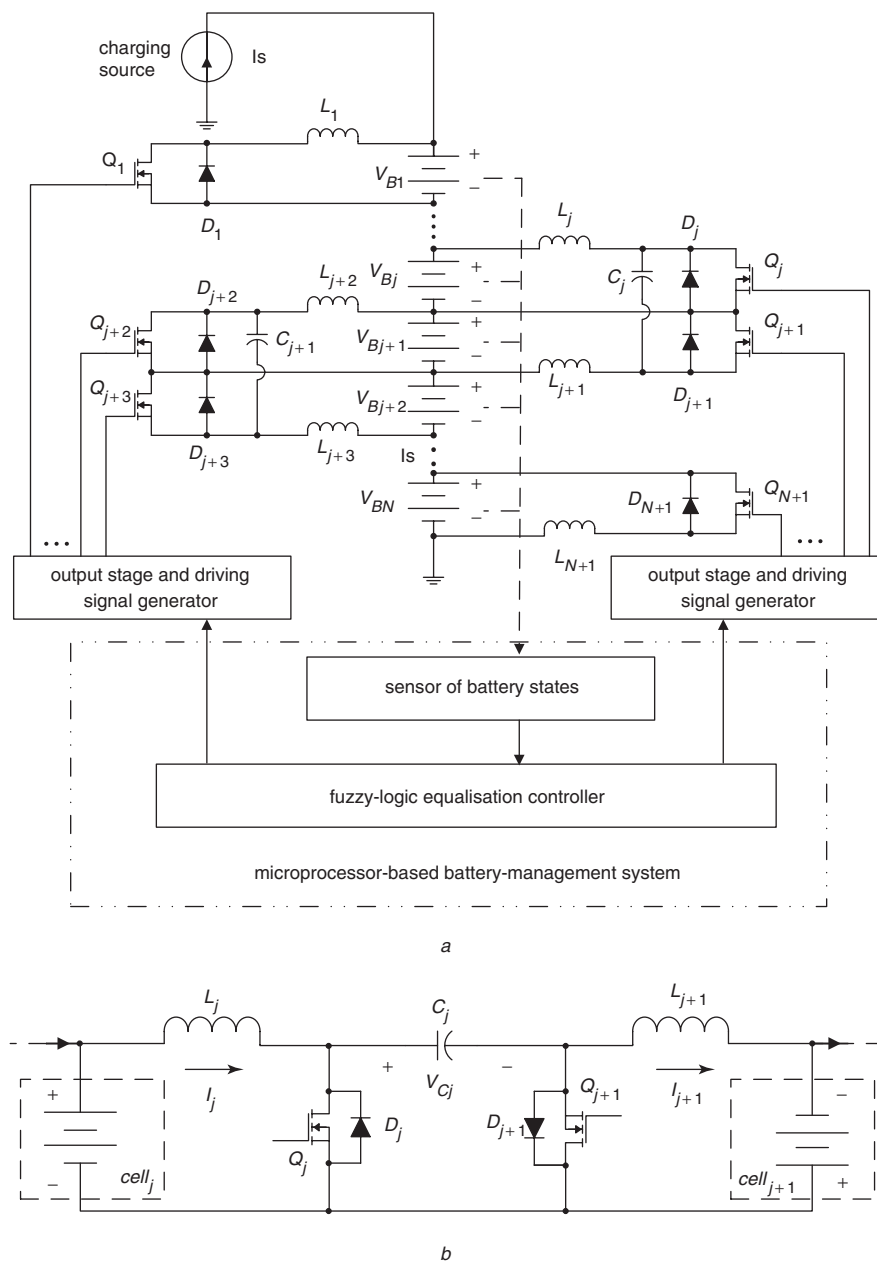 charging
source
Is
L1
Q1
D1
VB1
+
−
Lj
Dj
Qj
Cj
VBj
+
−
Lj+2
Dj+2
Qj+2
Cj+1
VBj+1
+
−
Qj+1
Lj+1
Dj+1
Qj+3
VBj+2
+
−
Dj+3
Lj+3
Is
VBN
+
−
DN+1
QN+1
LN+1
...
...
output stage and driving
signal generator
output stage and driving
signal generator
sensor of battery states
fuzzy-logic equalisation controller
microprocessor-based battery-management system
a
Lj
Cj
Lj+1
Ij
+
VCj
−
Qj+1
Ij+1
+
−
cellj
Qj
Dj
Dj+1
−
+
cellj+1
b